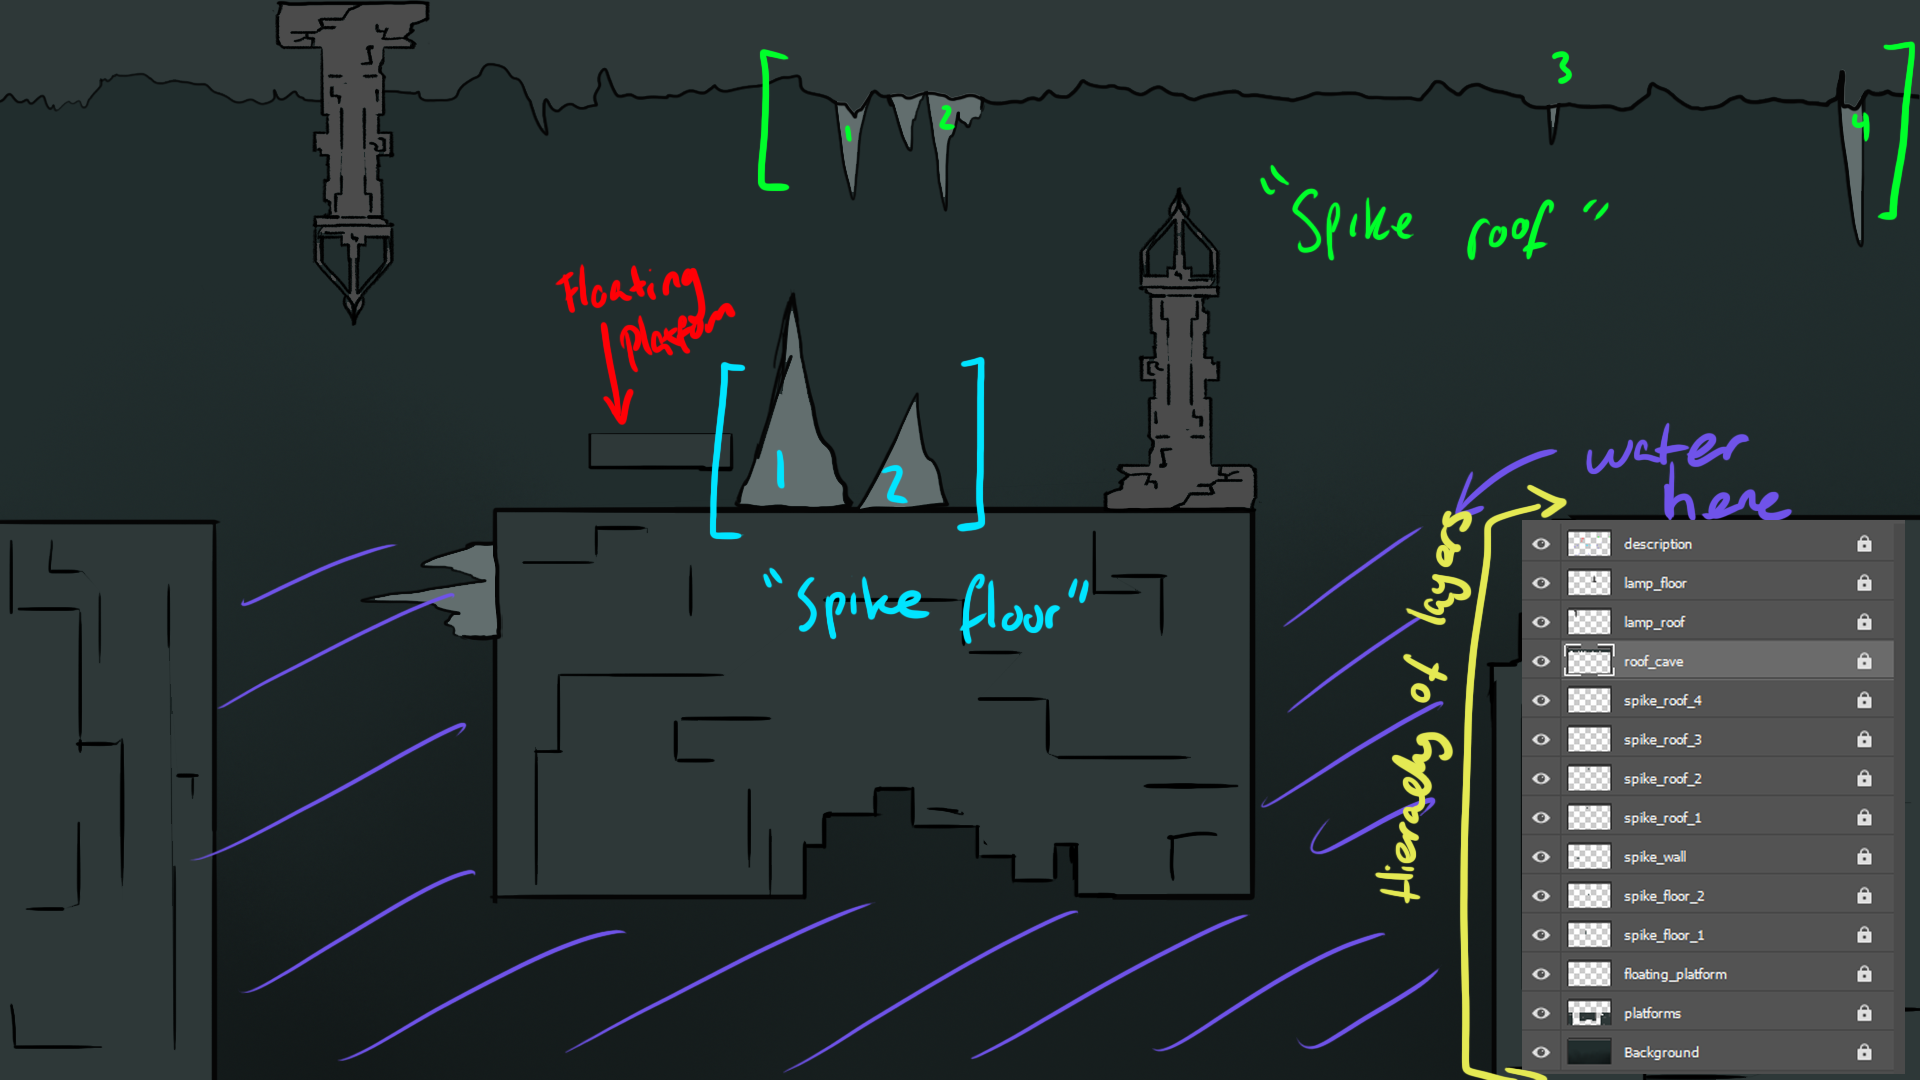 3
1
2
4
"Spike roof"
Floating
platform
1
2
water
here
"Spike floor"
Hierachy of layers
description
lamp_floor
lamp_roof
roof_cave
spike_roof_4
spike_roof_3
spike_roof_2
spike_roof_1
spike_wall
spike_floor_2
spike_floor_1
floating_platform
platforms
Background